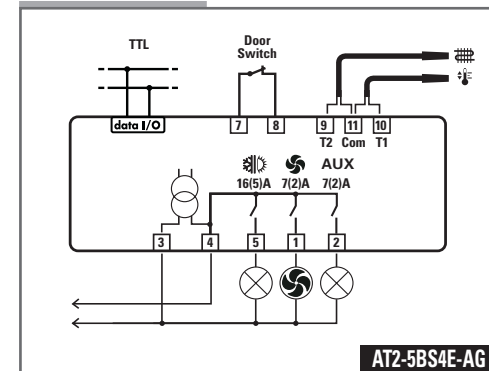 TTL
Door
Switch
data I/O
7 8 9 11 10
T2 Com T1
AUX
16(5)A 7(2)A 7(2)A
3 4 5 1 2
AT2-5BS4E-AG